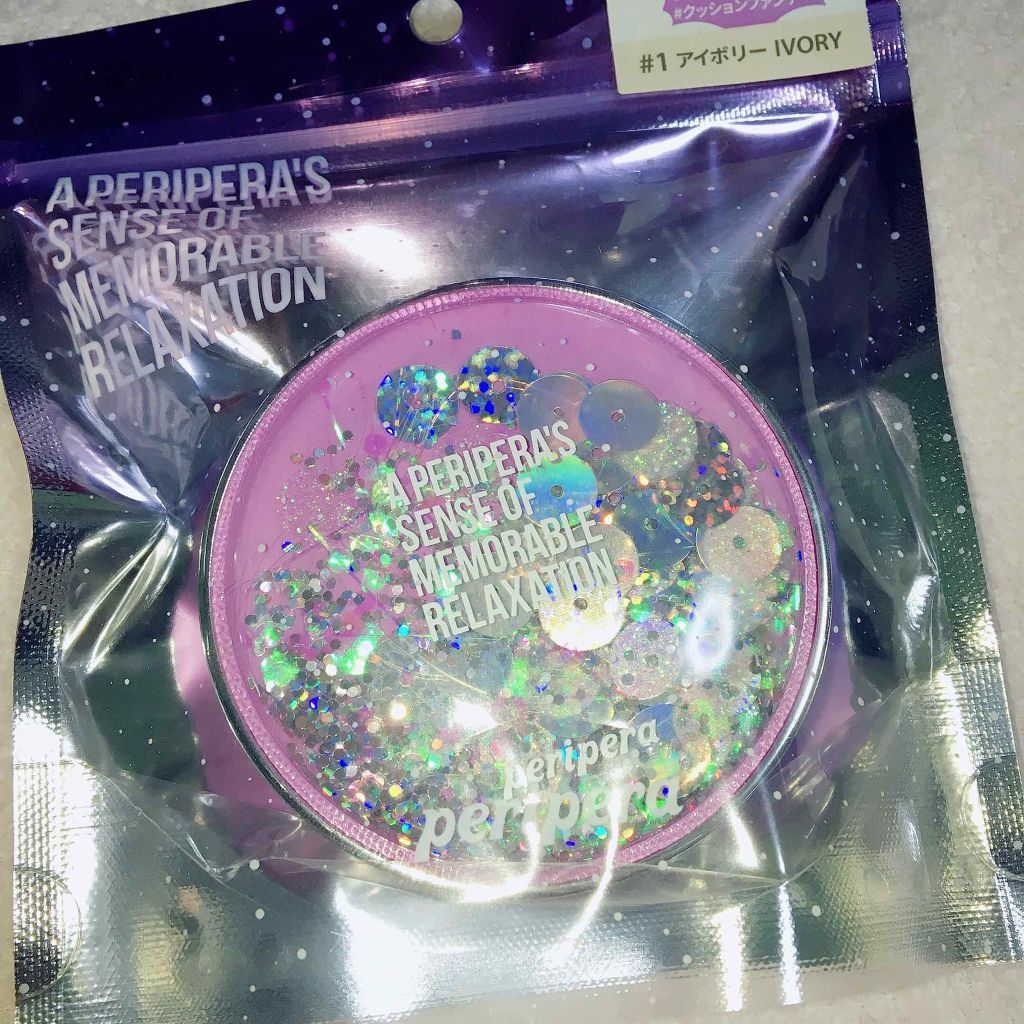 #クッションファンデ
#1 アイボリー IVORY
A PERIPERA'S
SENSE OF
MEMORABLE
RELAXATION
A PERIPERA'S
SENSE OF
MEMORABLE
RELAXATION
peripera
peripera